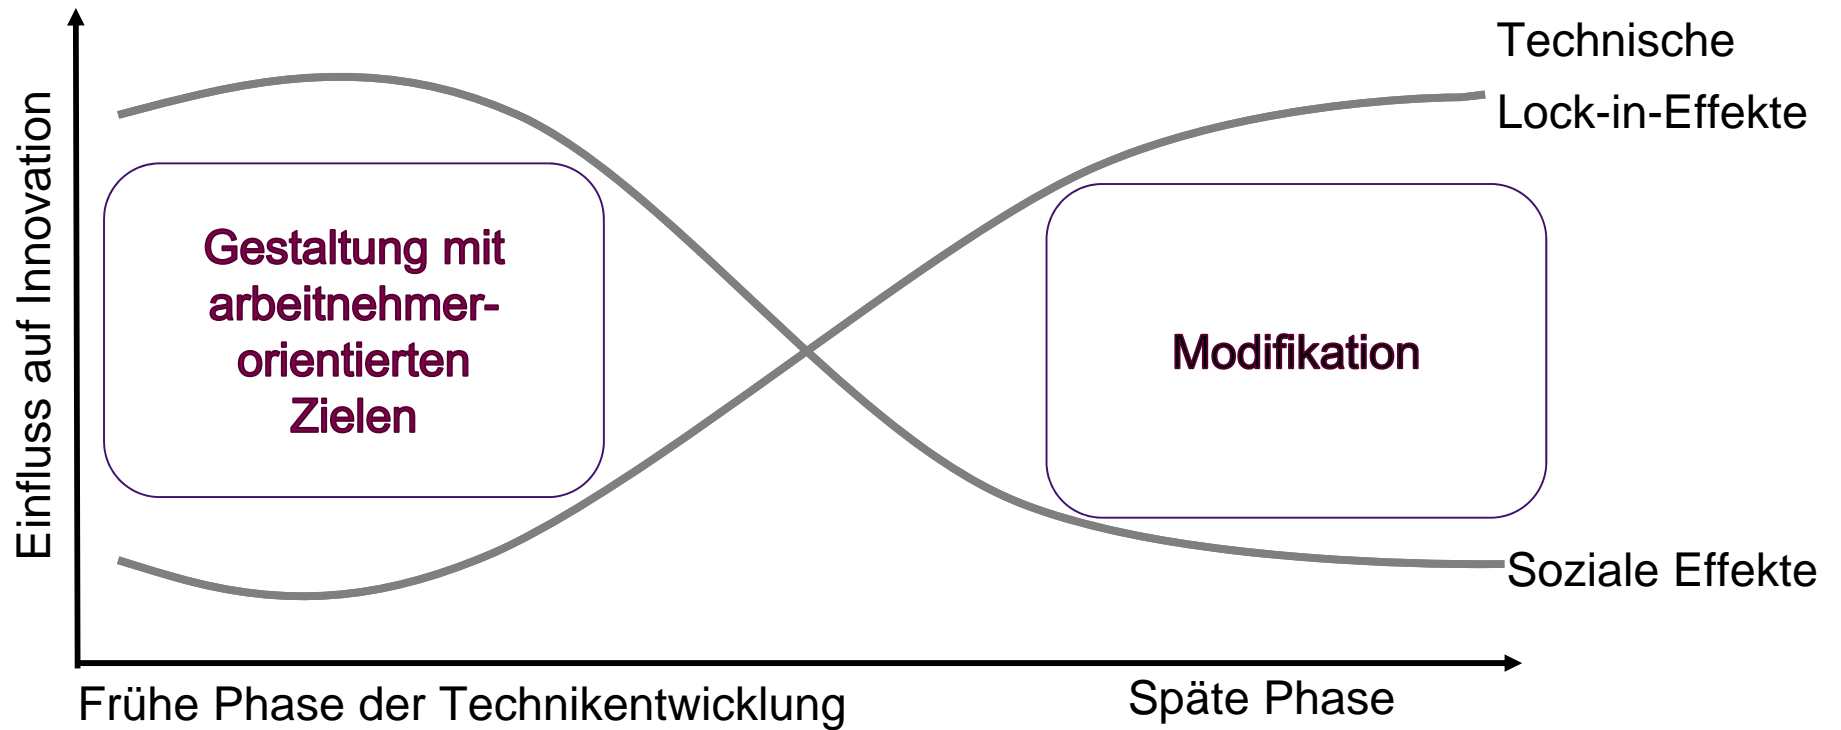 Einfluss auf Innovation
Technische
Lock-in-Effekte
Gestaltung mit
arbeitnehmer-
orientierten
Zielen
Modifikation
Soziale Effekte
Frühe Phase der Technikentwicklung
Späte Phase